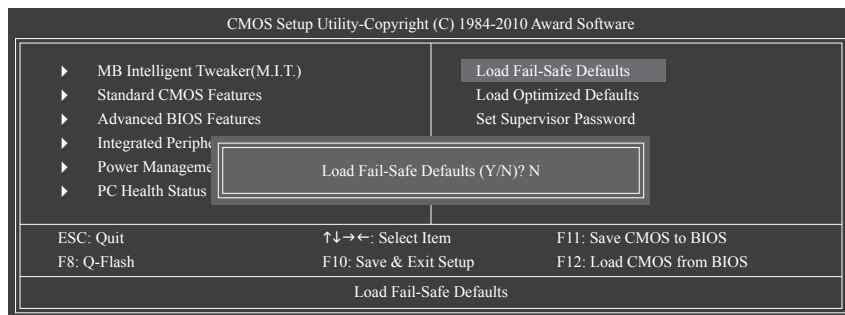 CMOS Setup Utility-Copyright (C) 1984-2010 Award Software
MB Intelligent Tweaker(M.I.T.)
Standard CMOS Features
Advanced BIOS Features
Integrated Periphe
Power Manageme
PC Health Status
Load Fail-Safe Defaults
Load Optimized Defaults
Set Supervisor Password
Load Fail-Safe Defaults (Y/N)? N
ESC: Quit
↑↓→←: Select Item
F11: Save CMOS to BIOS
F8: Q-Flash
F10: Save & Exit Setup
F12: Load CMOS from BIOS
Load Fail-Safe Defaults